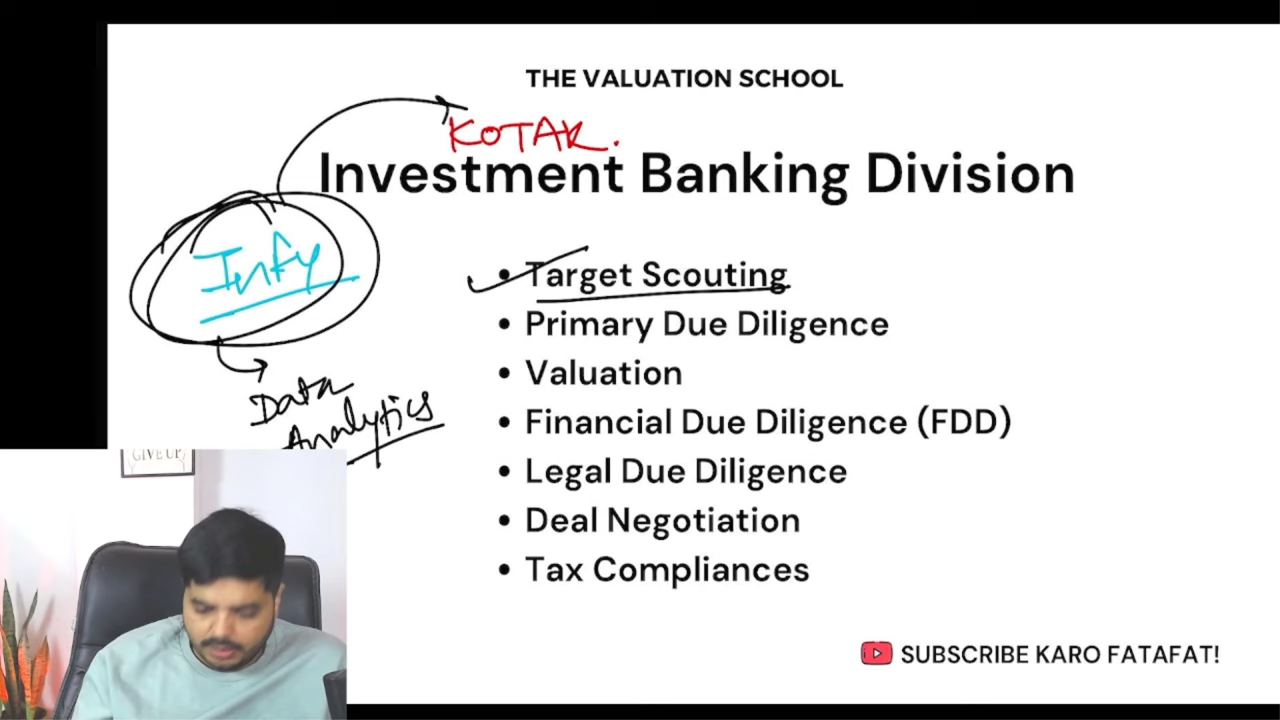 THE VALUATION SCHOOL
KOTAK.
Investment Banking Division
Infy
Target Scouting
Primary Due Diligence
Valuation
Financial Due Diligence (FDD)
Legal Due Diligence
Deal Negotiation
Tax Compliances
Data
Analytics
GIVE UP
SUBSCRIBE KARO FATAFAT!